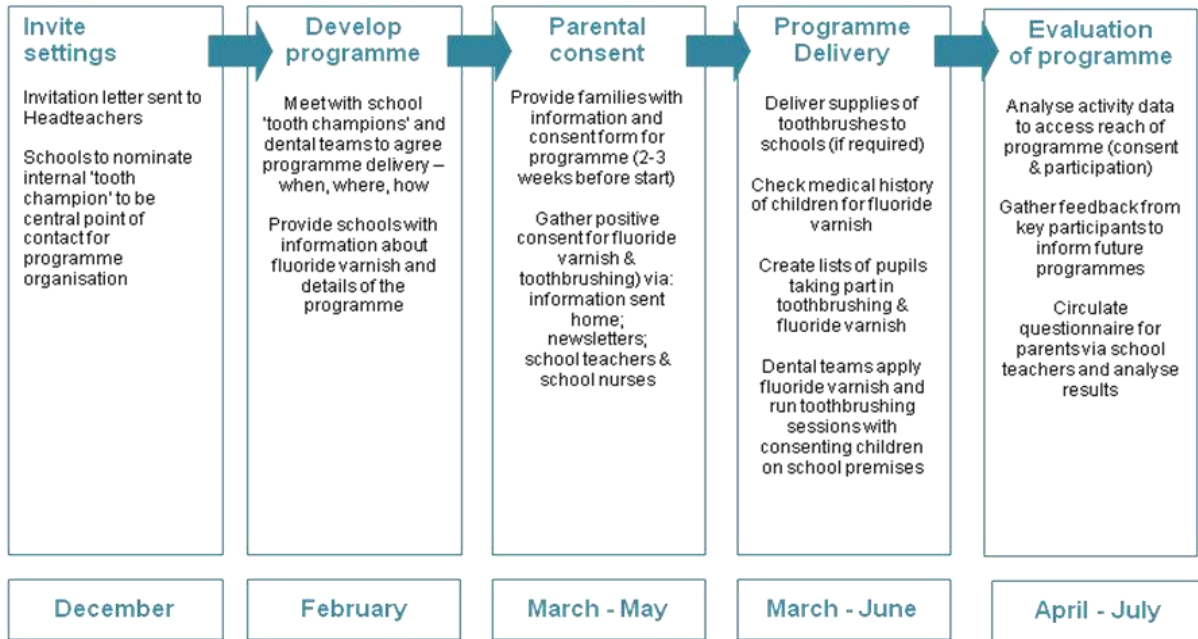 Invite
settings
Invitation letter sent to
Headteachers
Schools to nominate
internal 'tooth
champion' to be
central point of
contact for
programme
organisation
Develop
programme
Meet with school
'tooth champions' and
dental teams to agree
programme delivery –
when, where, how
Provide schools with
information about
fluoride varnish and
details of the
programme
Parental
consent
Provide families with
information and
consent form for
programme (2-3
weeks before start)
Gather positive
consent for fluoride
varnish &
toothbrushing) via:
information sent
home;
newsletters;
school teachers &
school nurses
Programme
Delivery
Deliver supplies of
toothbrushes to
schools (if required)
Check medical history
of children for fluoride
varnish
Create lists of pupils
taking part in
toothbrushing &
fluoride varnish
Dental teams apply
fluoride varnish and
run toothbrushing
sessions with
consenting children
on school premises
Evaluation
of programme
Analyse activity data
to access reach of
programme (consent
& participation)
Gather feedback from
key participants to
inform future
programmes
Circulate
questionnaire for
parents via school
teachers and analyse
results
December
February
March - May
March - June
April - July